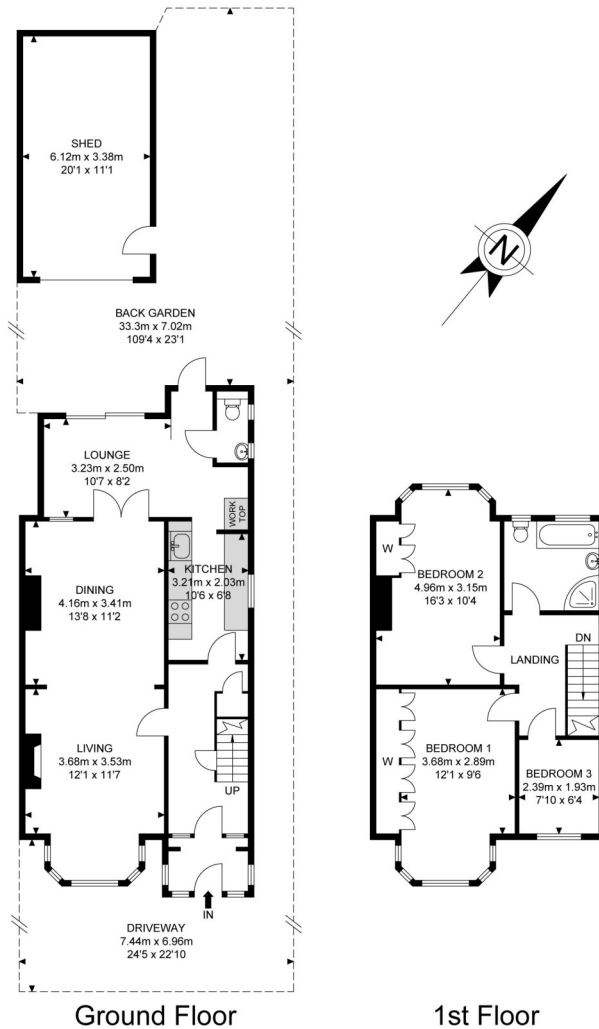 SHED
6.12m x 3.38m
20'1 x 11'1
N
BACK GARDEN
33.3m x 7.02m
109'4 x 23'1
LOUNGE
3.23m x 2.50m
10'7 x 8'2
WORK
TOP
KITCHEN
3.21m x 2.03m
10'6 x 6'8
DINING
4.16m x 3.41m
13'8 x 11'2
LIVING
3.68m x 3.53m
12'1 x 11'7
UP
IN
DRIVEWAY
7.44m x 6.96m
24'5 x 22'10
Ground Floor
W
BEDROOM 2
4.96m x 3.15m
16'3 x 10'4
DN
LANDING
W
BEDROOM 1
3.68m x 2.89m
12'1 x 9'6
BEDROOM 3
2.39m x 1.93m
7'10 x 6'4
1st Floor